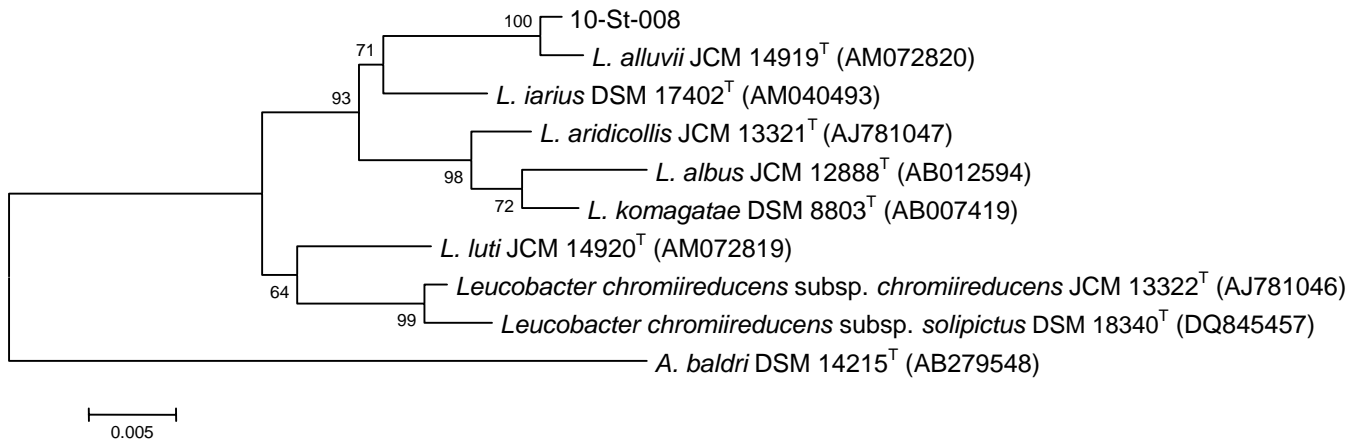 100 10-St-008
L. alluvii JCM 14919ᵀ (AM072820)
71
L. iarius DSM 17402ᵀ (AM040493)
93
L. aridicollis JCM 13321ᵀ (AJ781047)
L. albus JCM 12888ᵀ (AB012594)
98
72
L. komagatae DSM 8803ᵀ (AB007419)
L. luti JCM 14920ᵀ (AM072819)
64
Leucobacter chromiireducens subsp. chromiireducens JCM 13322ᵀ (AJ781046)
99
Leucobacter chromiireducens subsp. solipictus DSM 18340ᵀ (DQ845457)
A. baldri DSM 14215ᵀ (AB279548)
0.005